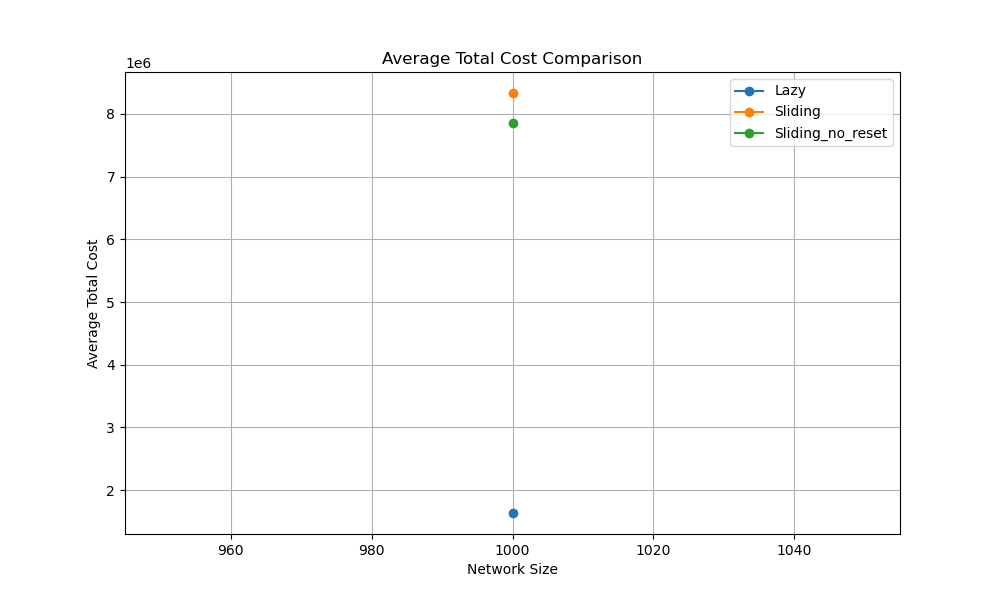 Average Total Cost Comparison
1e6
Lazy
Sliding
Sliding_no_reset
8
7
6
5
4
3
2
Average Total Cost
960
980
1000
1020
1040
Network Size